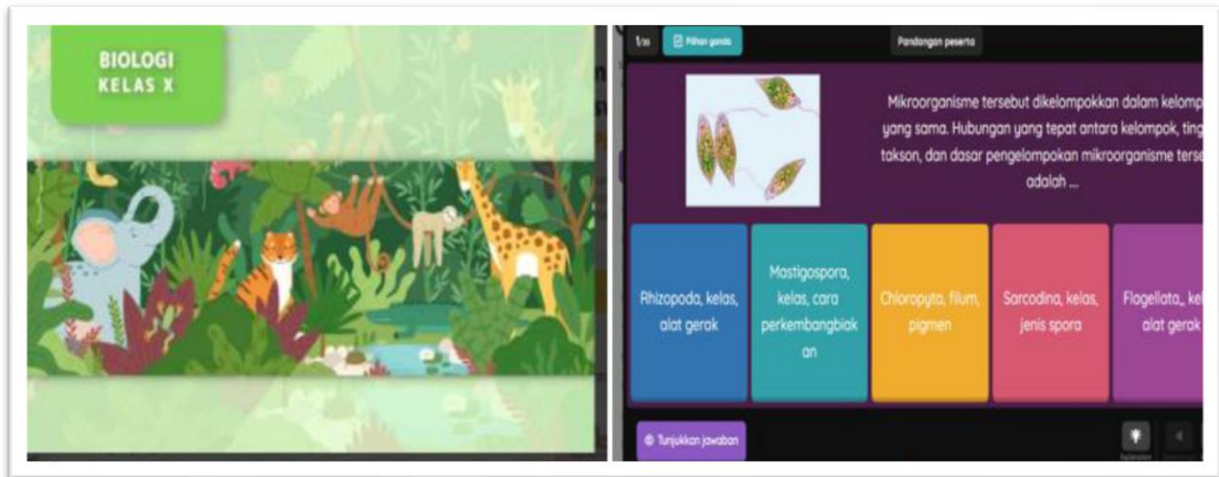 BIOLOGI
KELAS X
1/10
Pilihan ganda
Pandangan peserta
Mikroorganisme tersebut dikelompokkan dalam kelomp
yang sama. Hubungan yang tepat antara kelompok, ting
takson, dan dasar pengelompokan mikroorganisme terse
adalah ....
Rhizopoda, kelas,
alat gerak
Mastigospora,
kelas, cara
perkembangbiak
an
Chloropyta, filum,
pigmen
Sarcodina, kelas,
jenis spora
Flagellata,, kel
alat gerak
Tunjukkan jawaban